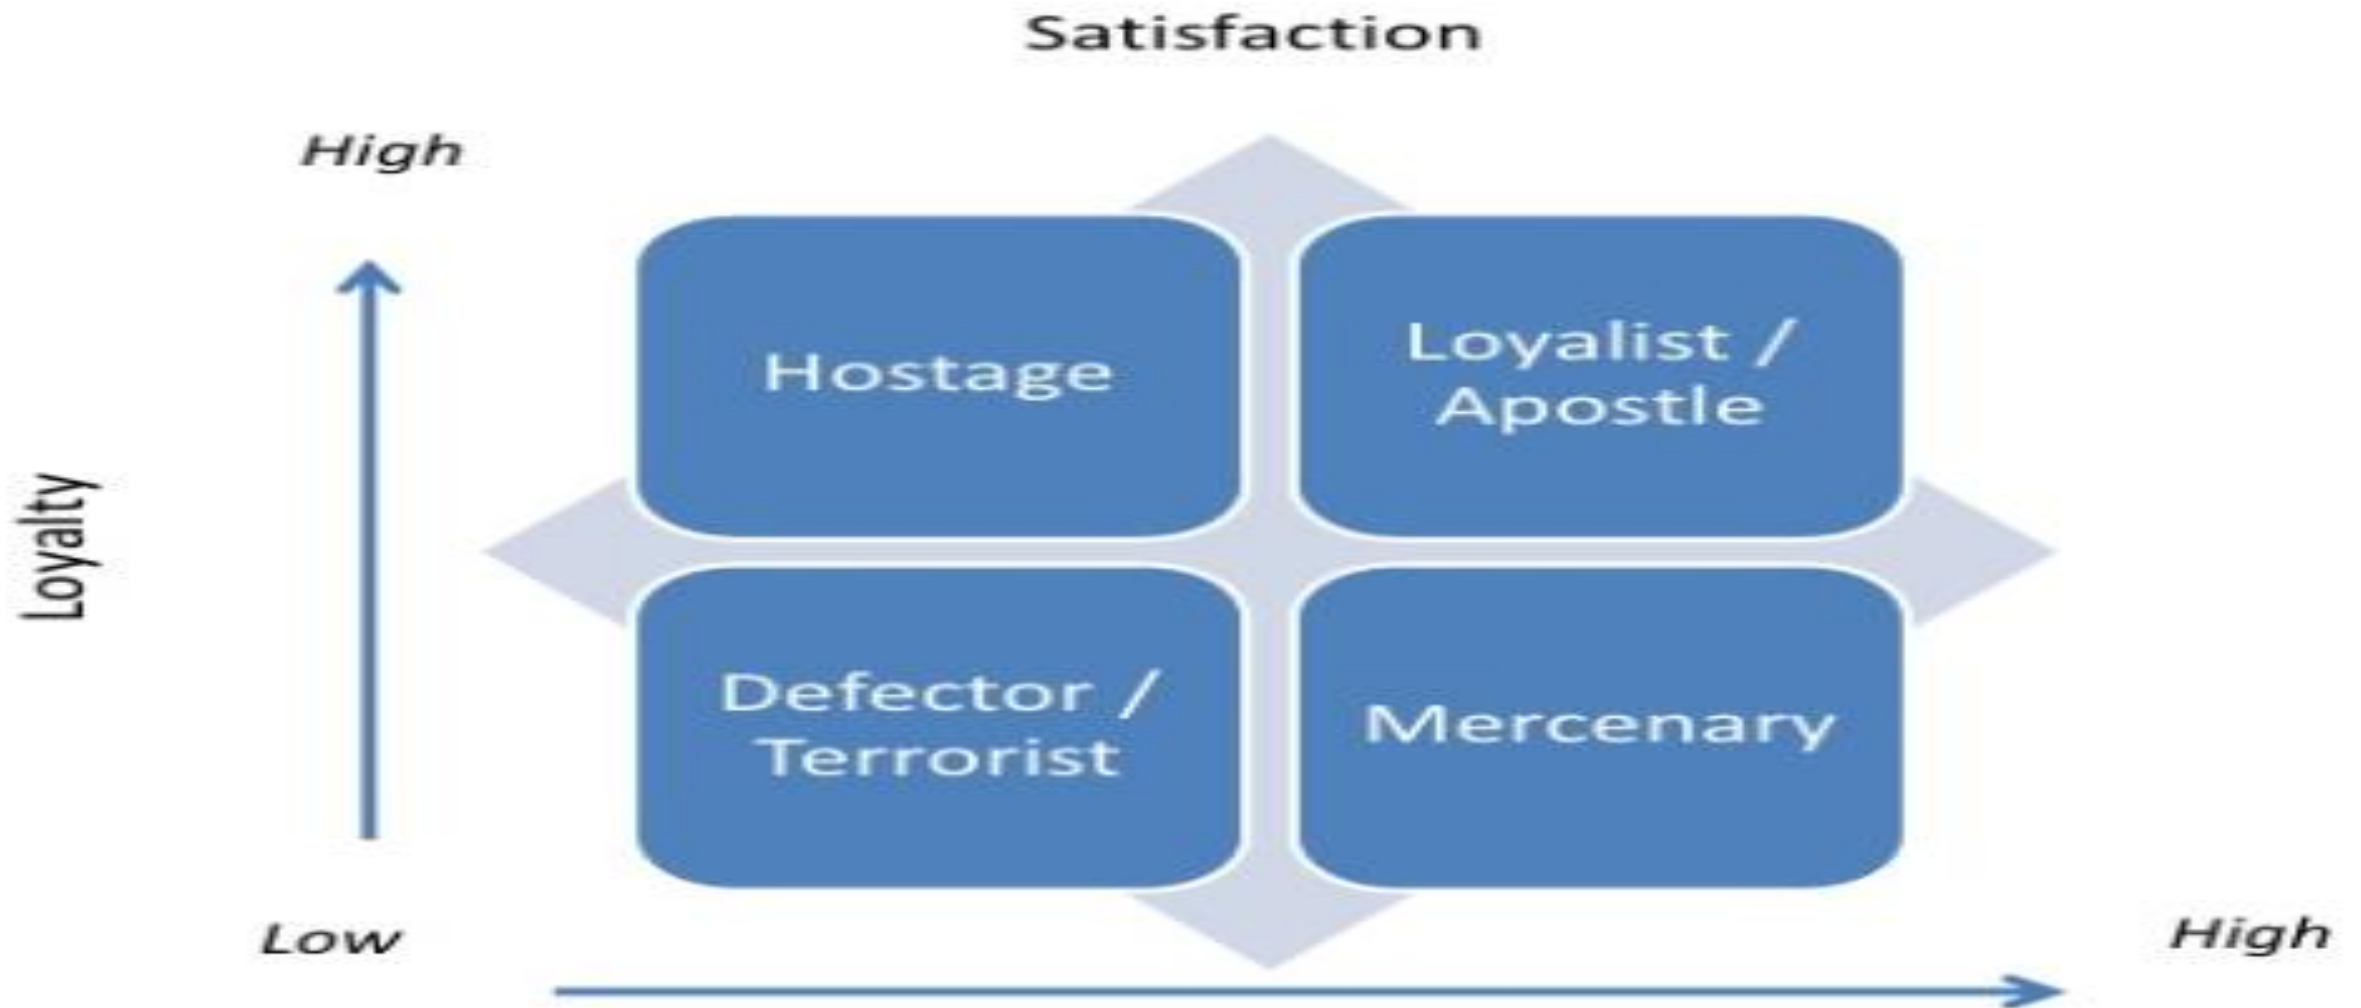 Satisfaction
High
Hostage
Loyalist /
Apostle
Loyalty
Defector /
Terrorist
Mercenary
Low
High